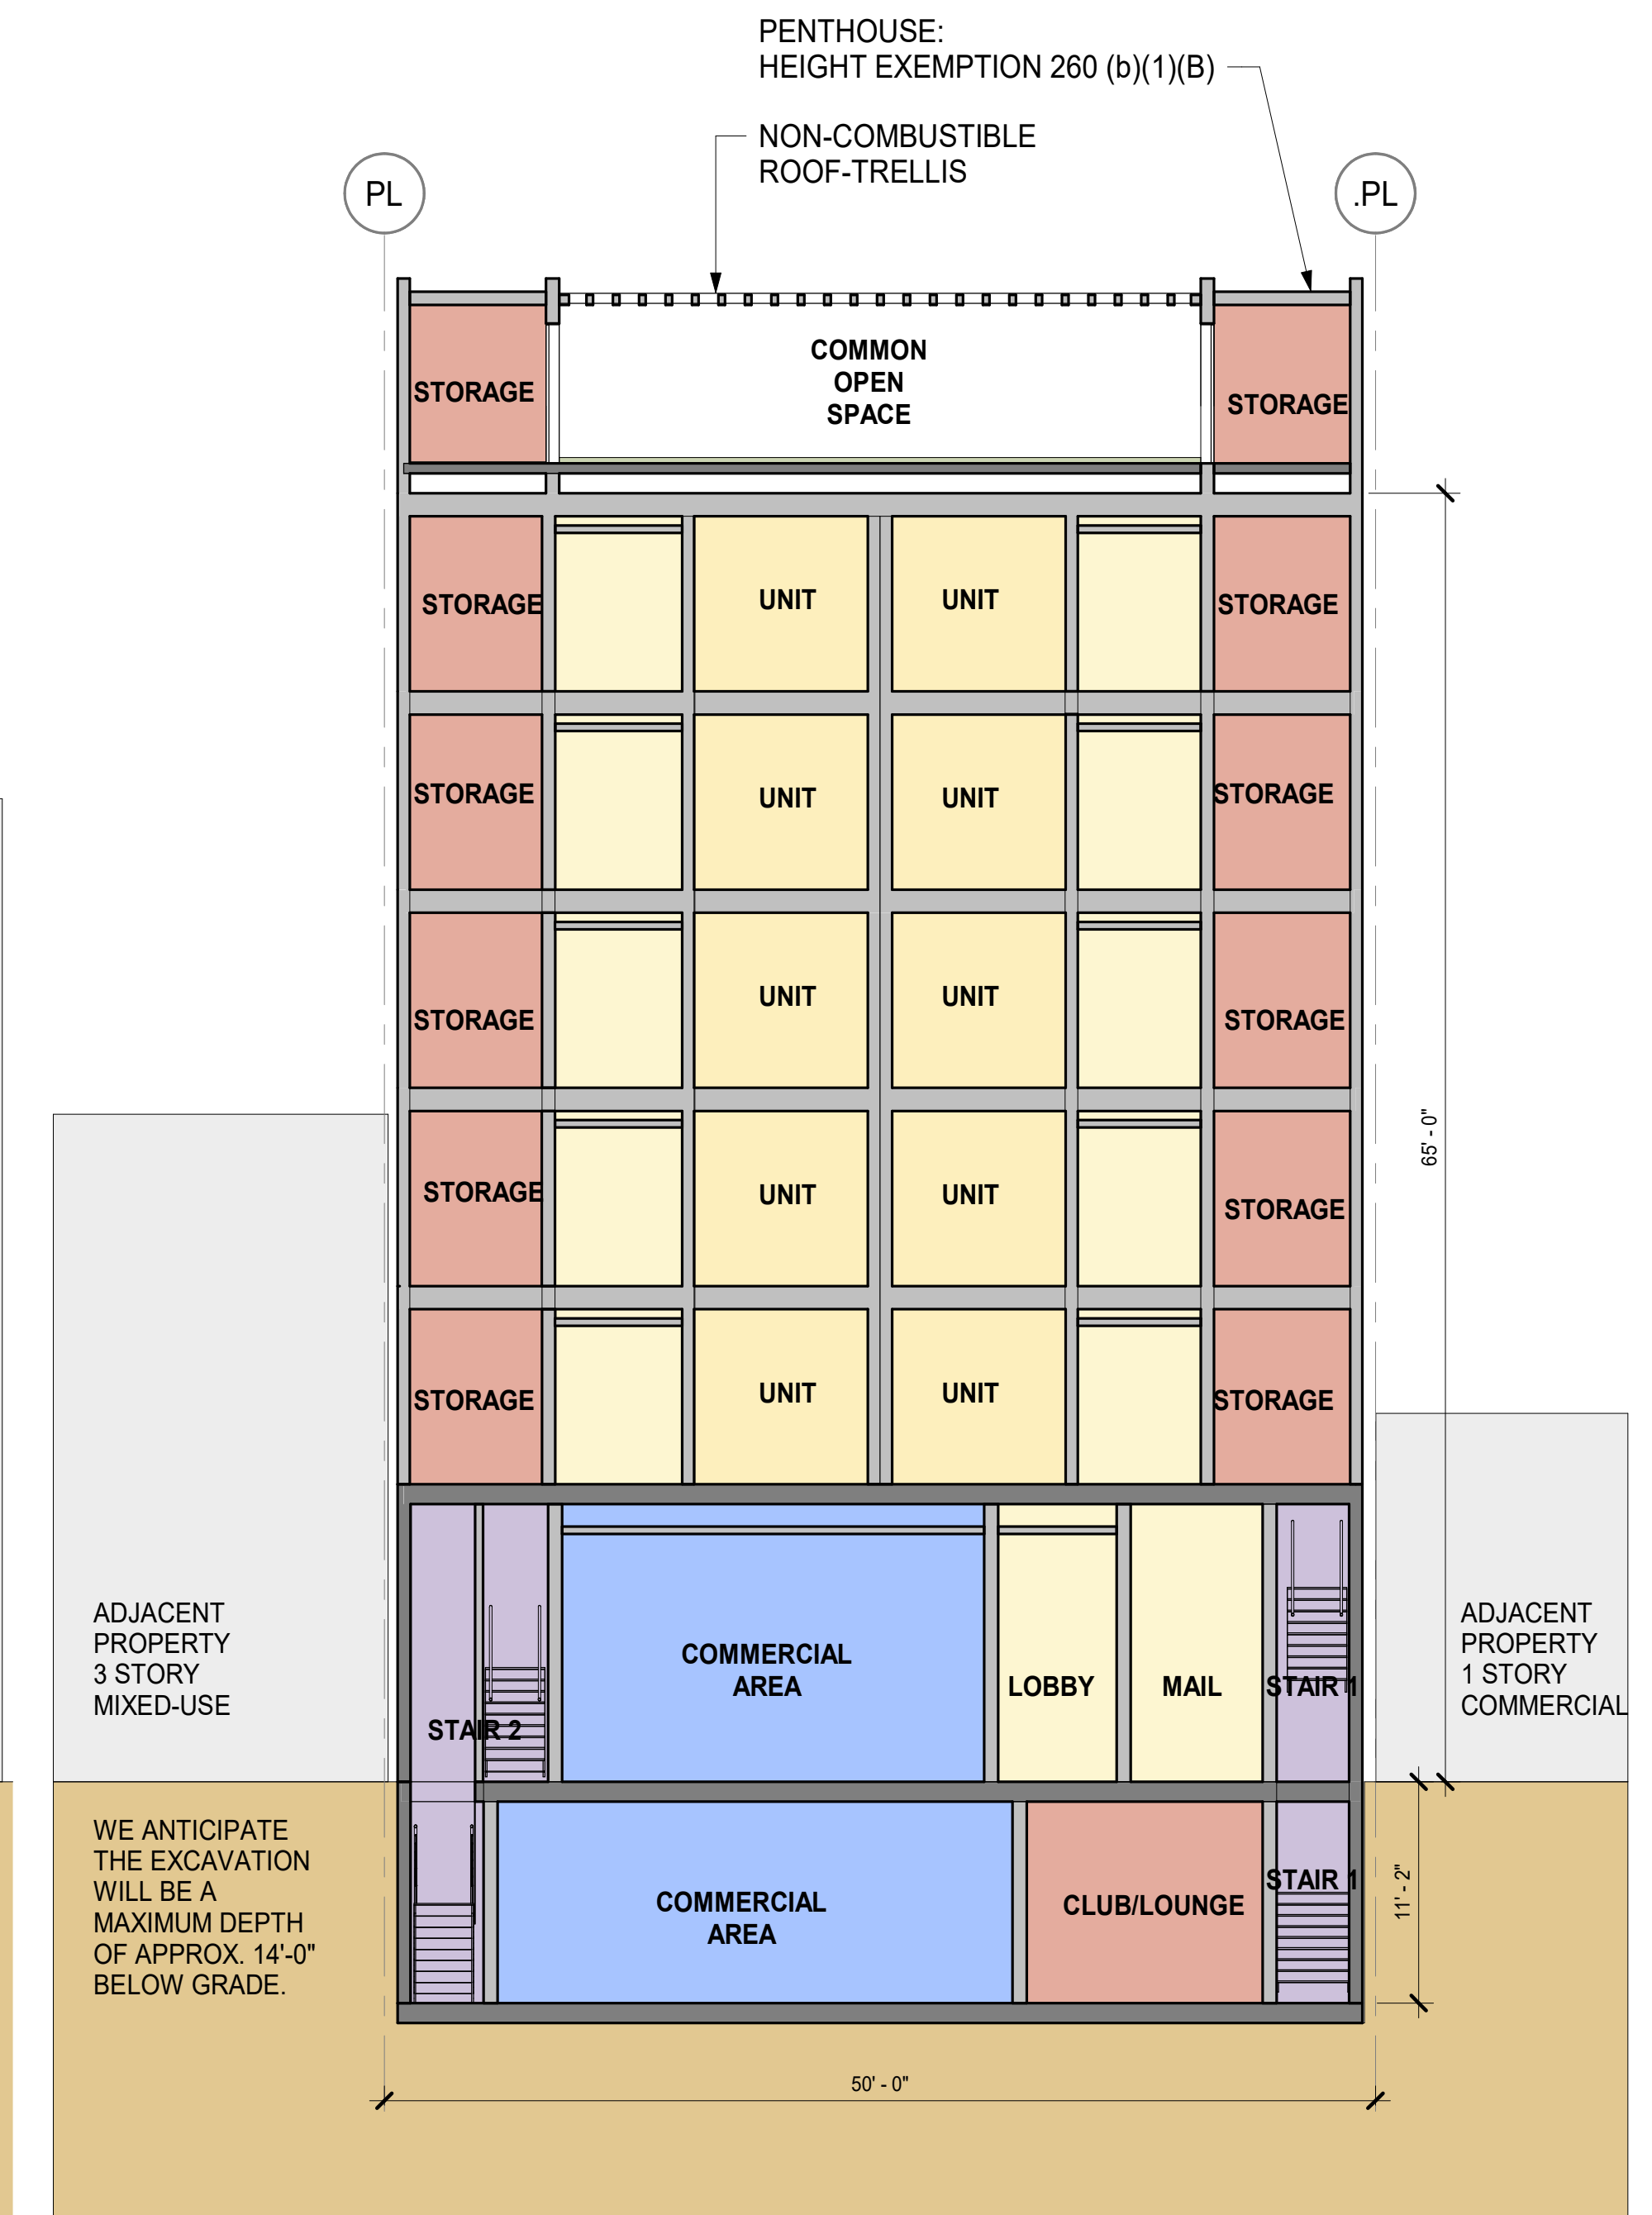 PENTHOUSE:
HEIGHT EXEMPTION 260 (b)(1)(B)
NON-COMBUSTIBLE
ROOF-TRELLIS
PL
.PL
COMMON
OPEN
SPACE
STORAGE
STORAGE
STORAGE
UNIT
UNIT
STORAGE
STORAGE
UNIT
UNIT
STORAGE
STORAGE
UNIT
UNIT
STORAGE
STORAGE
UNIT
UNIT
STORAGE
STORAGE
UNIT
UNIT
STORAGE
65' - 0"
ADJACENT
PROPERTY
3 STORY
MIXED-USE
STAIR 2
COMMERCIAL
AREA
LOBBY
MAIL
STAIR 1
ADJACENT
PROPERTY
1 STORY
COMMERCIAL
WE ANTICIPATE
THE EXCAVATION
WILL BE A
MAXIMUM DEPTH
OF APPROX. 14'-0"
BELOW GRADE.
COMMERCIAL
AREA
CLUB/LOUNGE
STAIR 1
11' - 2"
50' - 0"